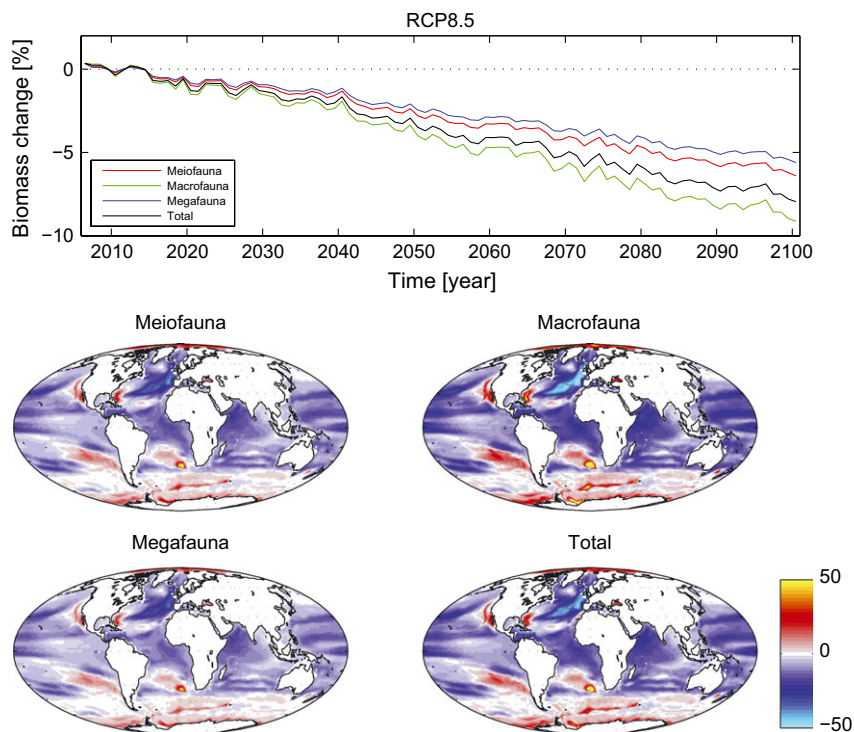 RCP8.5
Biomass change [%]
0
−5
−10
Meiofauna
Macrofauna
Megafauna
Total
2010 2020 2030 2040 2050 2060 2070 2080 2090 2100
Time [year]
Meiofauna Macrofauna
Megafauna Total
50
0
−50